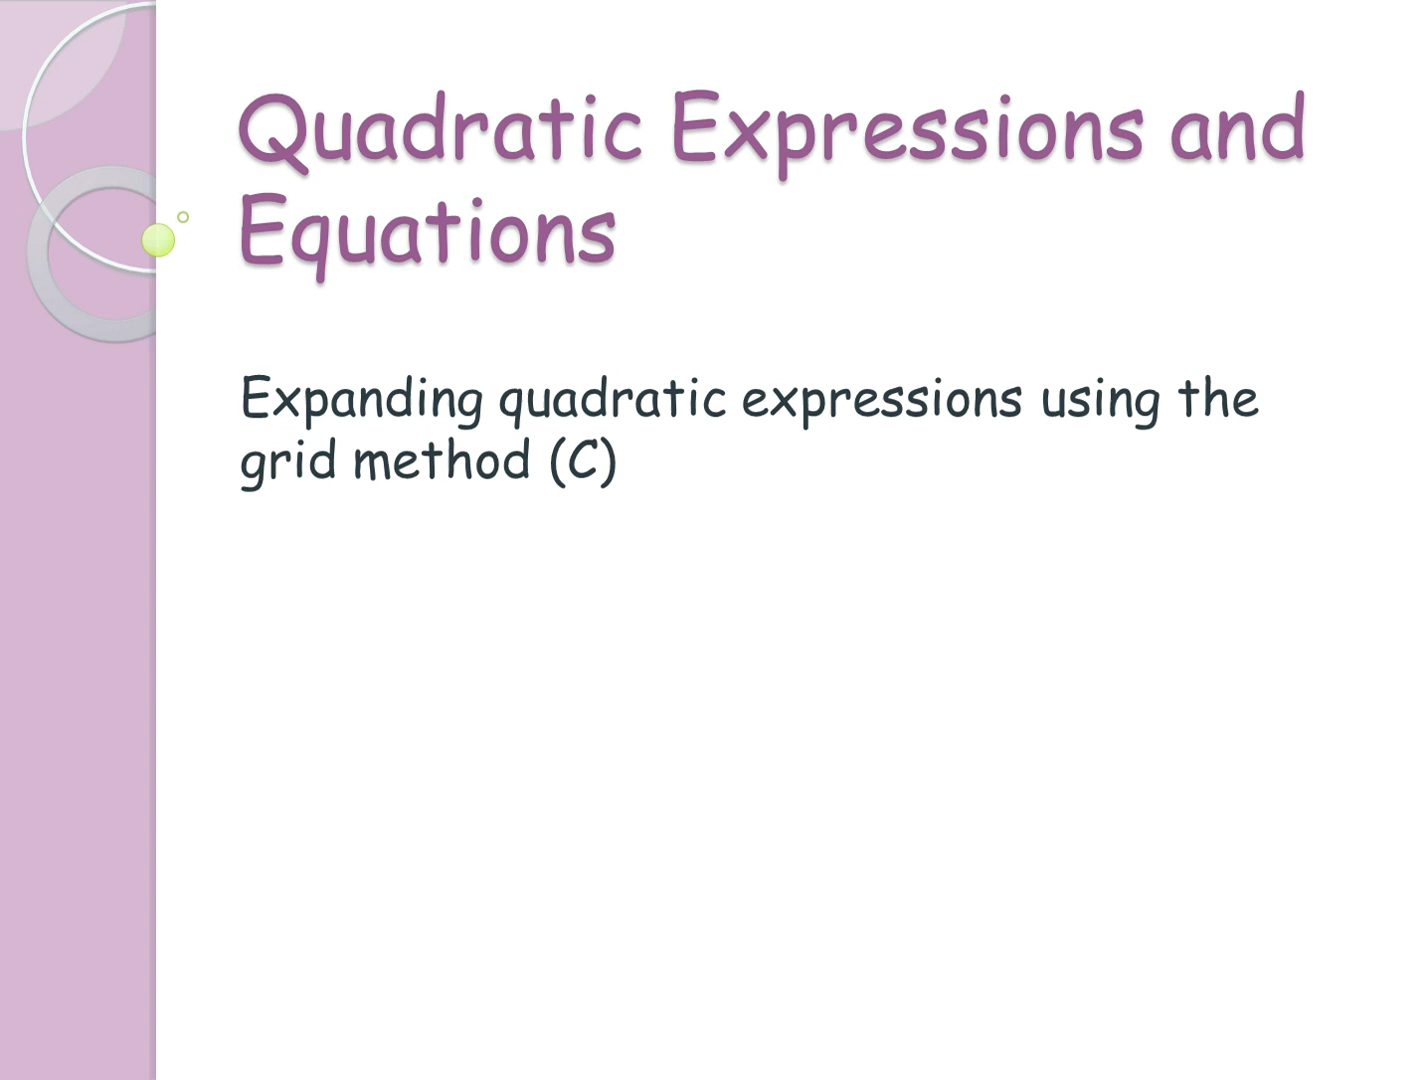 Quadratic Expressions and
Equations
Expanding quadratic expressions using the
grid method (C)